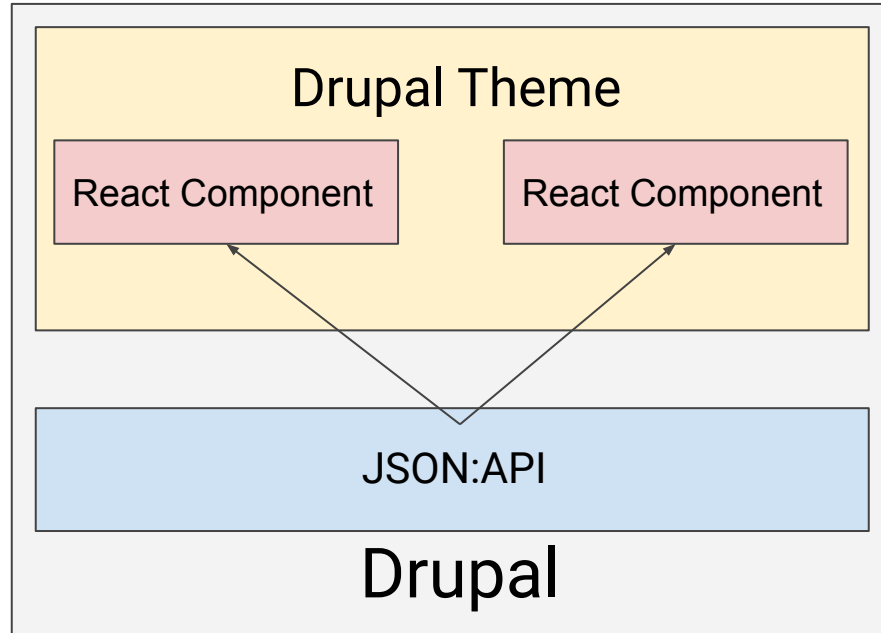 Drupal Theme
React Component
React Component
JSON:API
Drupal